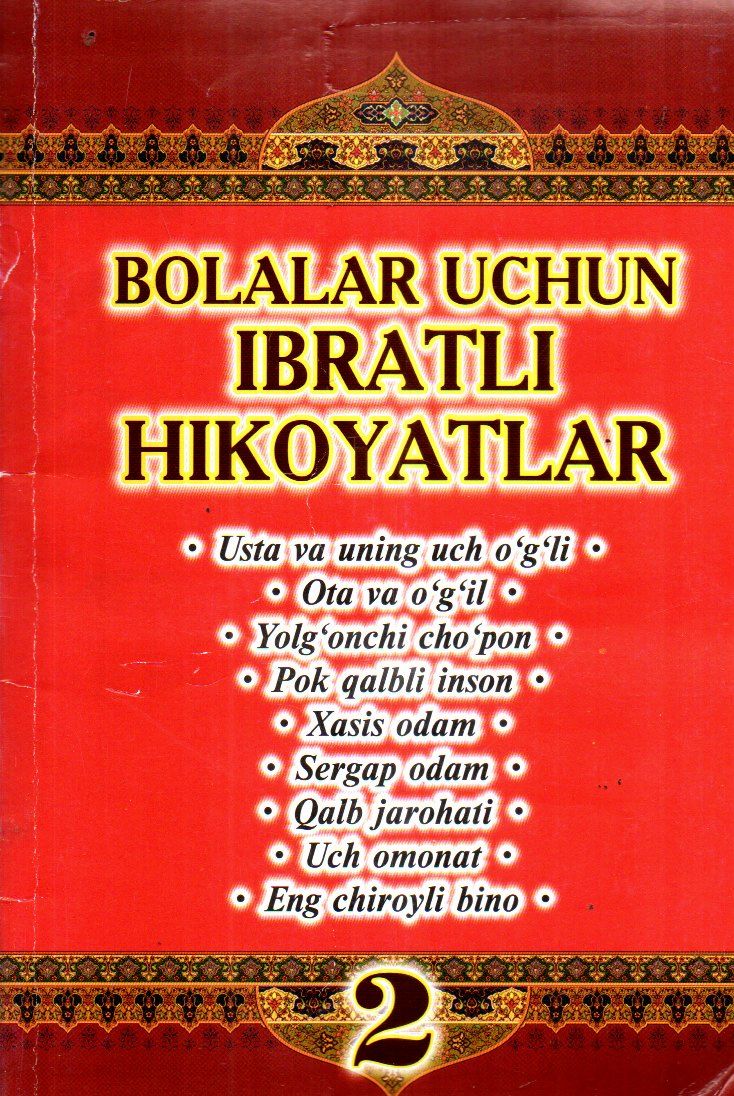 BOLALAR UCHUN
IBRATLI
HIKOYATLAR
• Usta va uning uch o‘g‘li •
• Ota va o‘g‘il •
• Yolg‘onchi cho‘pon •
• Pok qalbli inson •
• Xasis odam •
• Sergap odam •
• Qalb jarohati •
• Uch omonat •
• Eng chiroyli bino •
2